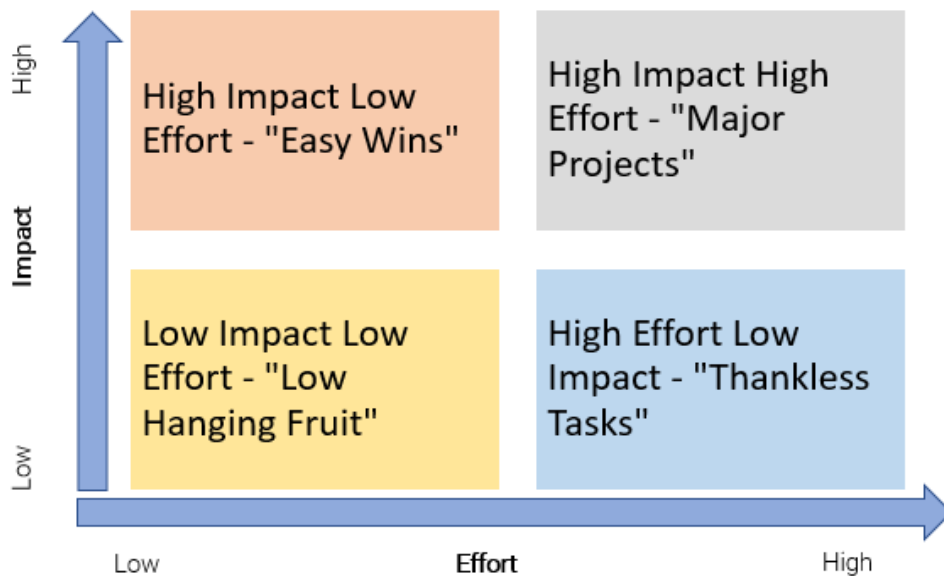 High
Impact
Low
High Impact Low
Effort - "Easy Wins"
High Impact High
Effort - "Major
Projects"
Low Impact Low
Effort - "Low
Hanging Fruit"
High Effort Low
Impact - "Thankless
Tasks"
Low
Effort
High